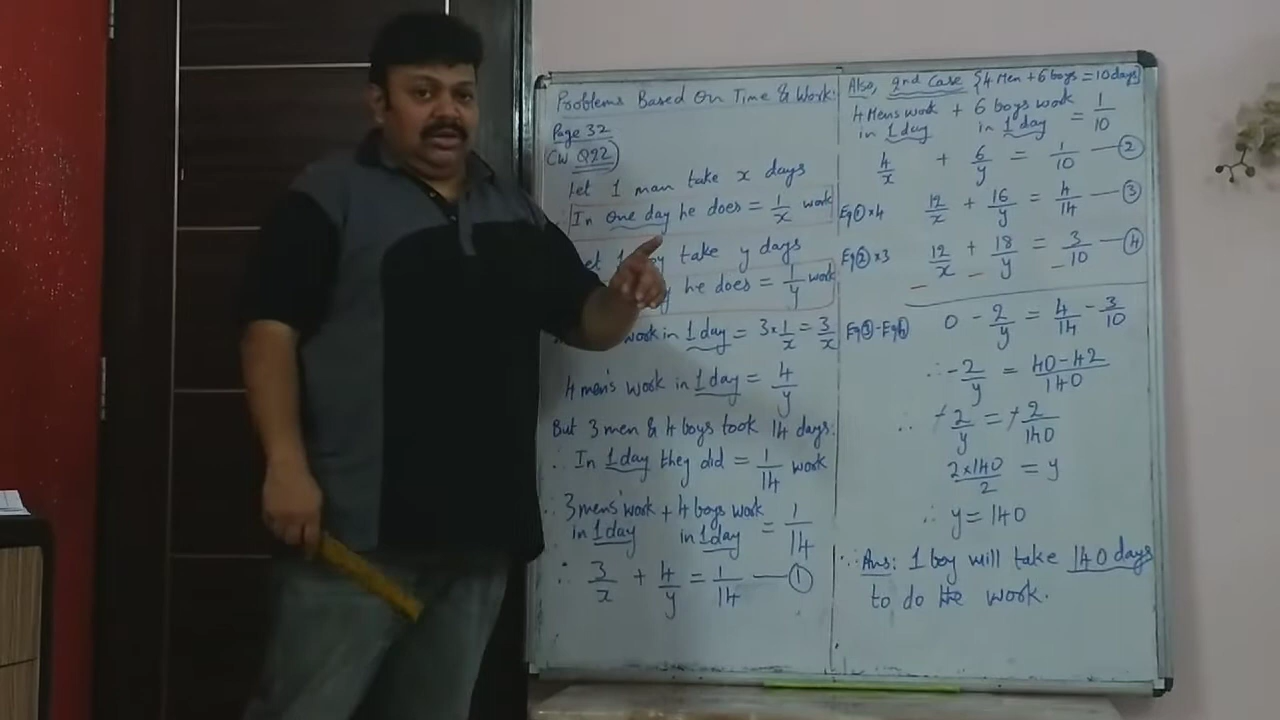 Problems Based On Time & Work:
Page 32
CW Q22
Let 1 man take x days
In One day he does = 1/x work
Let 1 boy take y days
he does = 1/y work
work in 1 day = 3×1/x = 3/x
4 men's work in 1 day = 4/y
But 3 men & 4 boys took 14 days.
∴ In 1 day they did = 1/14 work
∴ 3 mens' work + 4 boys work = 1/14
in 1 day in 1 day
∴ 3/x + 4/y = 1/14 — ①
Also, 2nd Case {4 Men + 6 boys = 10 days}
4 Mens work + 6 boys work = 1/10
in 1 day in 1 day
4/x + 6/y = 1/10 — ②
Eq① ×4 12/x + 16/y = 4/14 — ③
Eq② ×3 12/x + 18/y = 3/10 — ④
− − −
Eq③ - Eq④ 0 - 2/y = 4/14 - 3/10
∴ -2/y = 40-42/140
∴ -2/y = -2/140
2×140/2 = y
∴ y = 140
∴ Ans: 1 boy will take 140 days
to do the work.